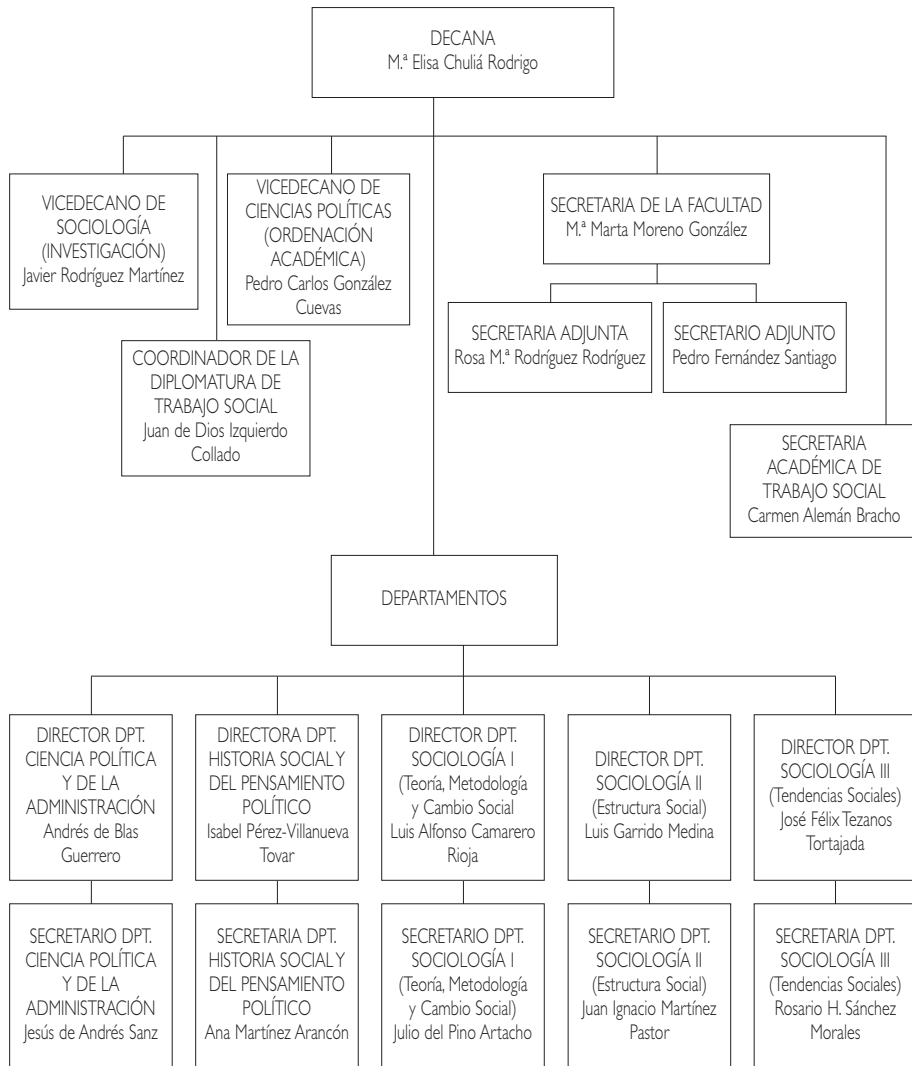 DECANA
M.ª Elisa Chuliá Rodrigo
VICEDECANO DE
SOCIOLOGÍA
(INVESTIGACIÓN)
Javier Rodríguez Martínez
VICEDECANO DE
CIENCIAS POLÍTICAS
(ORDENACIÓN
ACADÉMICA)
Pedro Carlos González
Cuevas
SECRETARIA DE LA FACULTAD
M.ª Marta Moreno González
SECRETARIA ADJUNTA
Rosa M.ª Rodríguez Rodríguez
SECRETARIO ADJUNTO
Pedro Fernández Santiago
COORDINADOR DE LA
DIPLOMATURA DE
TRABAJO SOCIAL
Juan de Dios Izquierdo
Collado
SECRETARIA
ACADÉMICA DE
TRABAJO SOCIAL
Carmen Alemán Bracho
DEPARTAMENTOS
DIRECTOR DPT.
CIENCIA POLÍTICA
Y DE LA
ADMINISTRACIÓN
Andrés de Blas
Guerrero
DIRECTORA DPT.
HISTORIA SOCIAL Y
DEL PENSAMIENTO
POLÍTICO
Isabel Pérez-Villanueva
Tovar
DIRECTOR DPT.
SOCIOLOGÍA I
(Teoría, Metodología
y Cambio Social
Luis Alfonso Camarero
Rioja
DIRECTOR DPT.
SOCIOLOGÍA II
(Estructura Social)
Luis Garrido Medina
DIRECTOR DPT.
SOCIOLOGÍA III
(Tendencias Sociales)
José Félix Tezanos
Tortajada
SECRETARIO DPT.
CIENCIA POLÍTICA
Y DE LA
ADMINISTRACIÓN
Jesús de Andrés Sanz
SECRETARIA DPT.
HISTORIA SOCIAL Y
DEL PENSAMIENTO
POLÍTICO
Ana Martínez Arancón
SECRETARIO DPT.
SOCIOLOGÍA I
(Teoría, Metodología
y Cambio Social)
Julio del Pino Artacho
SECRETARIO DPT.
SOCIOLOGÍA II
(Estructura Social)
Juan Ignacio Martínez
Pastor
SECRETARIA DPT.
SOCIOLOGÍA III
(Tendencias Sociales)
Rosario H. Sánchez
Morales